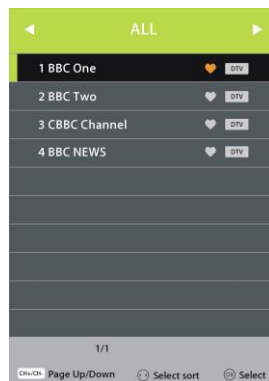 ALL
1 BBC One DTV
2 BBC Two DTV
3 CBBC Channel DTV
4 BBC NEWS DTV
1/1
CH+/CH- Page Up/Down Select sort OK Select